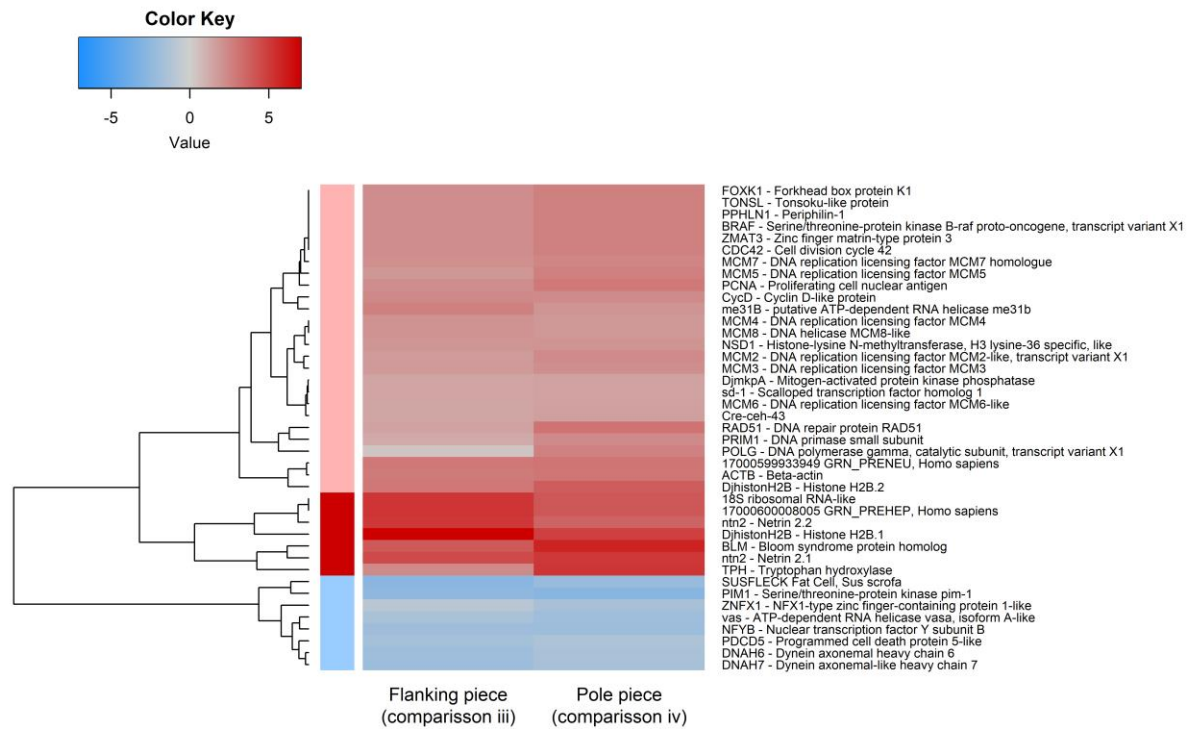 Color Key
-5 0 5
Value
FOXK1 - Forkhead box protein K1
TONSL - Tonsoku-like protein
PPHLN1 - Periphilin-1
BRAF - Serine/threonine-protein kinase B-raf proto-oncogene, transcript variant X1
ZMAT3 - Zinc finger matrin-type protein 3
CDC42 - Cell division cycle 42
MCM7 - DNA replication licensing factor MCM7 homologue
MCM5 - DNA replication licensing factor MCM5
PCNA - Proliferating cell nuclear antigen
CycD - Cyclin D-like protein
me31B - putative ATP-dependent RNA helicase me31b
MCM4 - DNA replication licensing factor MCM4
MCM8 - DNA helicase MCM8-like
NSD1 - Histone-lysine N-methyltransferase, H3 lysine-36 specific, like
MCM2 - DNA replication licensing factor MCM2-like, transcript variant X1
MCM3 - DNA replication licensing factor MCM3
DjmkpA - Mitogen-activated protein kinase phosphatase
sd-1 - Scalloped transcription factor homolog 1
MCM6 - DNA replication licensing factor MCM6-like
Cre-ceh-43
RAD51 - DNA repair protein RAD51
PRIM1 - DNA primase small subunit
POLG - DNA polymerase gamma, catalytic subunit, transcript variant X1
17000599933949 GRN_PRENEU, Homo sapiens
ACTB - Beta-actin
DjhistonH2B - Histone H2B.2
18S ribosomal RNA-like
17000600008005 GRN_PREHEP, Homo sapiens
ntn2 - Netrin 2.2
DjhistonH2B - Histone H2B.1
BLM - Bloom syndrome protein homolog
ntn2 - Netrin 2.1
TPH - Tryptophan hydroxylase
SUSFLECK Fat Cell, Sus scrofa
PIM1 - Serine/threonine-protein kinase pim-1
ZNFX1 - NFX1-type zinc finger-containing protein 1-like
vas - ATP-dependent RNA helicase vasa, isoform A-like
NFYB - Nuclear transcription factor Y subunit B
PDCD5 - Programmed cell death protein 5-like
DNAH6 - Dynein axonemal heavy chain 6
DNAH7 - Dynein axonemal-like heavy chain 7
Flanking piece Pole piece
(comparisson iii) (comparisson iv)